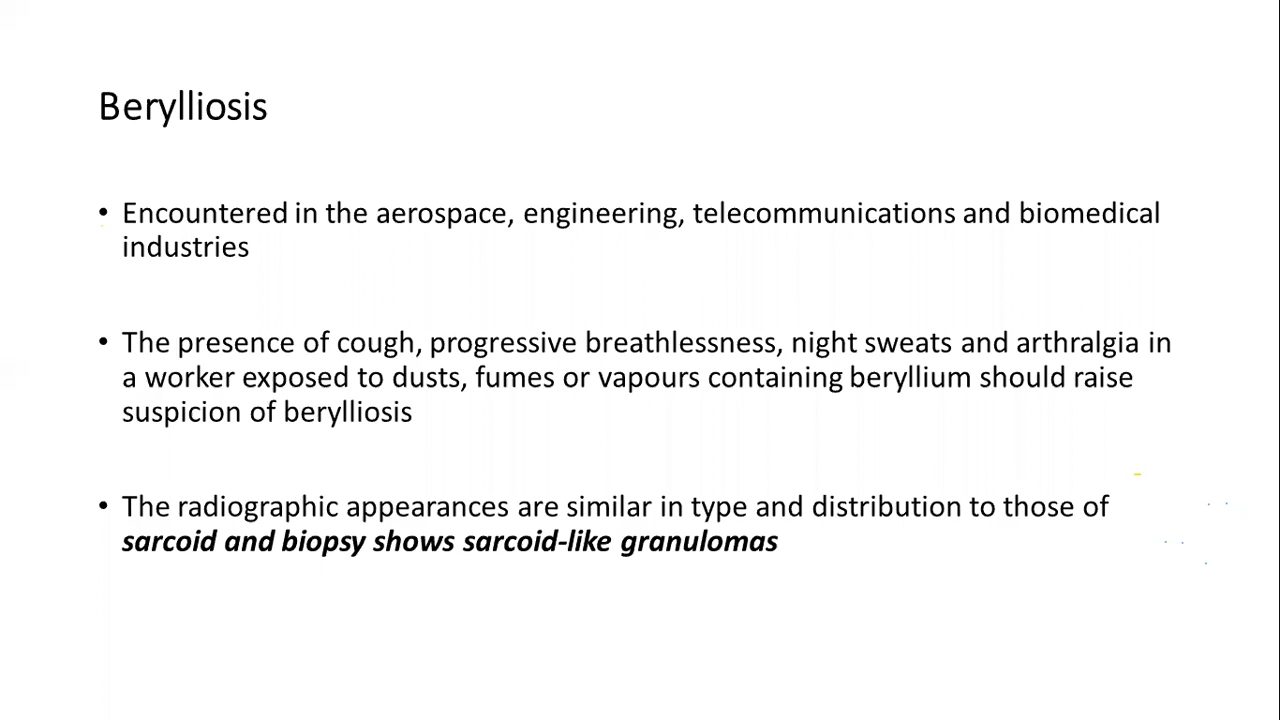 Berylliosis
• Encountered in the aerospace, engineering, telecommunications and biomedical
industries
• The presence of cough, progressive breathlessness, night sweats and arthralgia in
a worker exposed to dusts, fumes or vapours containing beryllium should raise
suspicion of berylliosis
• The radiographic appearances are similar in type and distribution to those of
sarcoid and biopsy shows sarcoid-like granulomas